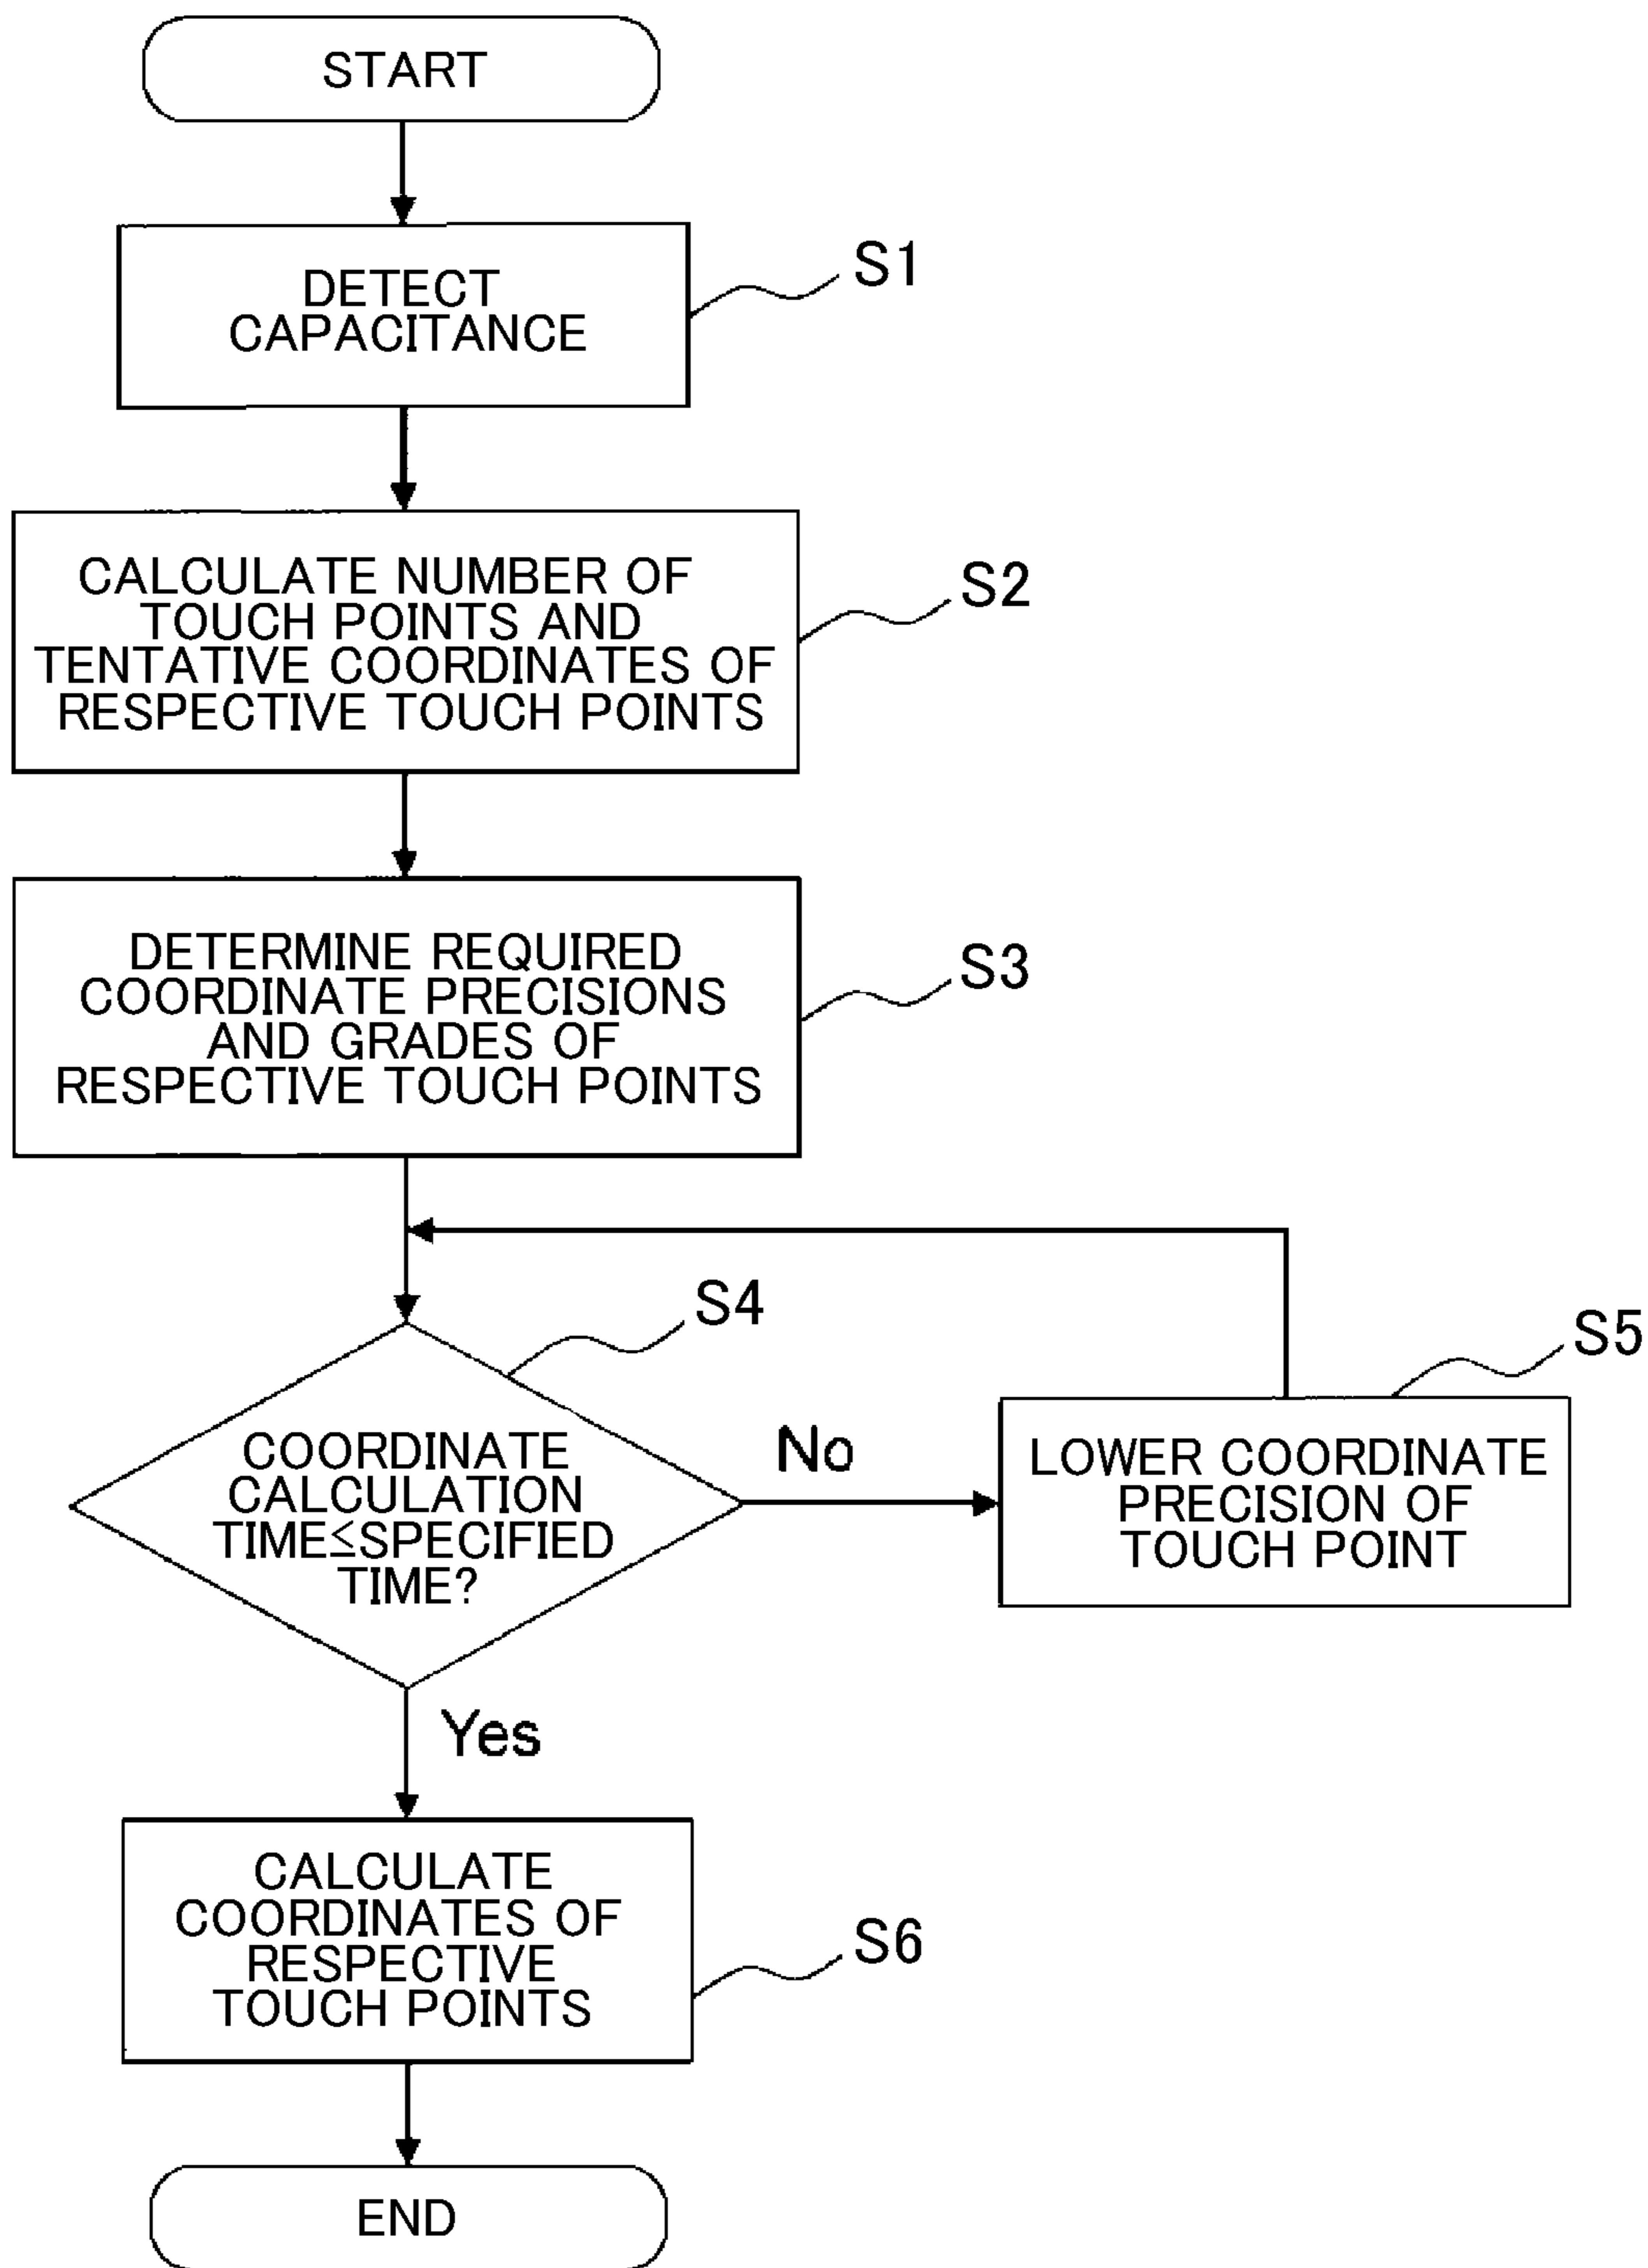 START
DETECT
CAPACITANCE
S1
CALCULATE NUMBER OF
TOUCH POINTS AND
TENTATIVE COORDINATES OF
RESPECTIVE TOUCH POINTS
S2
DETERMINE REQUIRED
COORDINATE PRECISIONS
AND GRADES OF
RESPECTIVE TOUCH POINTS
S3
COORDINATE
CALCULATION
TIME≦SPECIFIED
TIME?
S4
No
LOWER COORDINATE
PRECISION OF
TOUCH POINT
S5
Yes
CALCULATE
COORDINATES OF
RESPECTIVE
TOUCH POINTS
S6
END